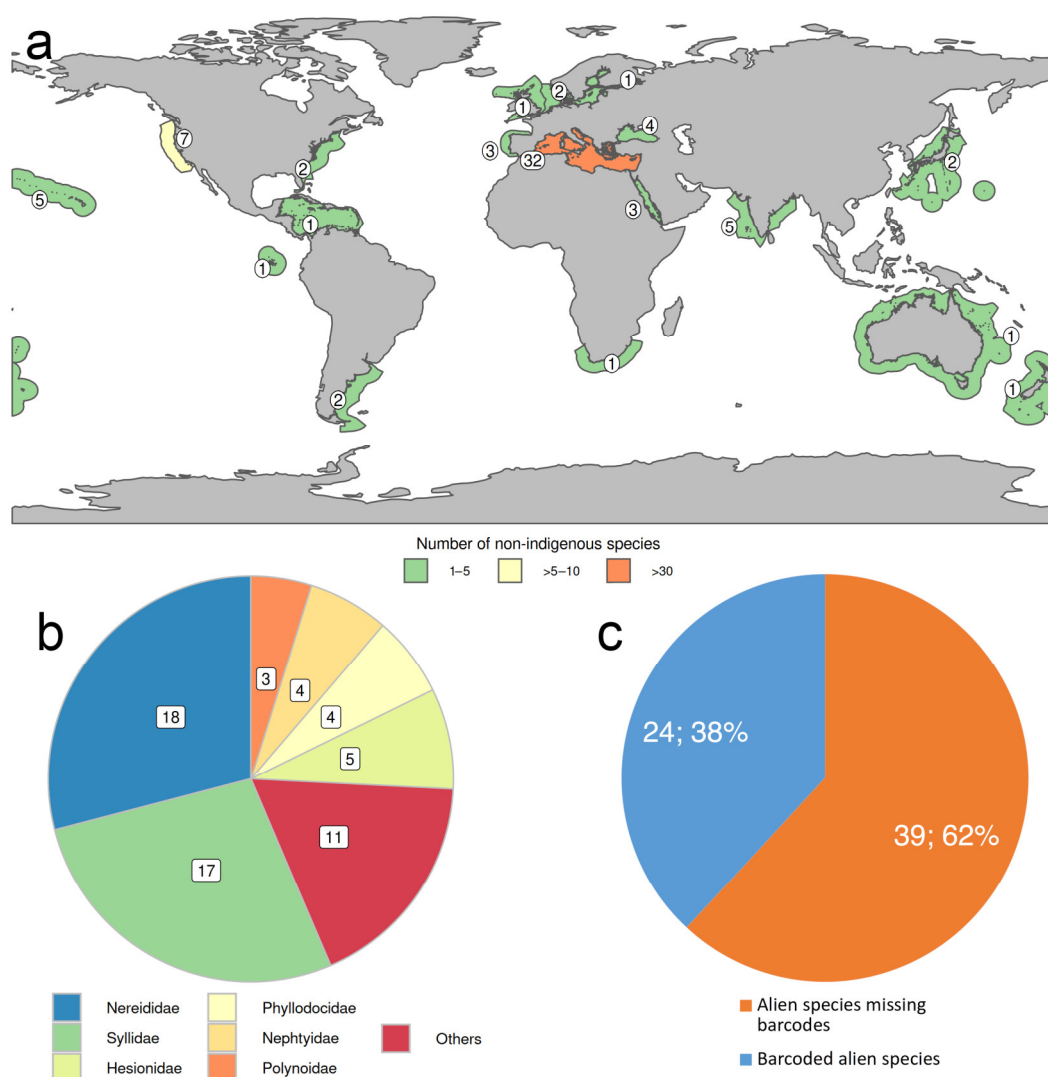 a
1
2
1
7
4
3
32
2
2
5
3
5
1
1
1
1
1
2
Number of non-indigenous species
1–5
>5–10
>30
b
c
3
4
4
18
5
24; 38%
11
39; 62%
17
Nereididae
Phyllodocidae
Syllidae
Nephtyidae
Others
Hesionidae
Polynoidae
Alien species missing
barcodes
Barcoded alien species